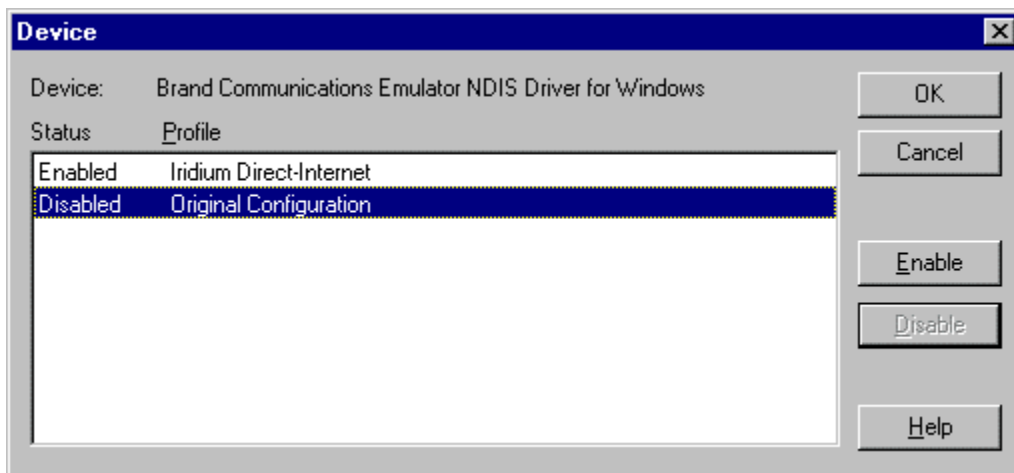 Device
Device: Brand Communications Emulator NDIS Driver for Windows
Status Profile
Enabled Iridium Direct-Internet
Disabled Original Configuration
OK
Cancel
Enable
Disable
Help